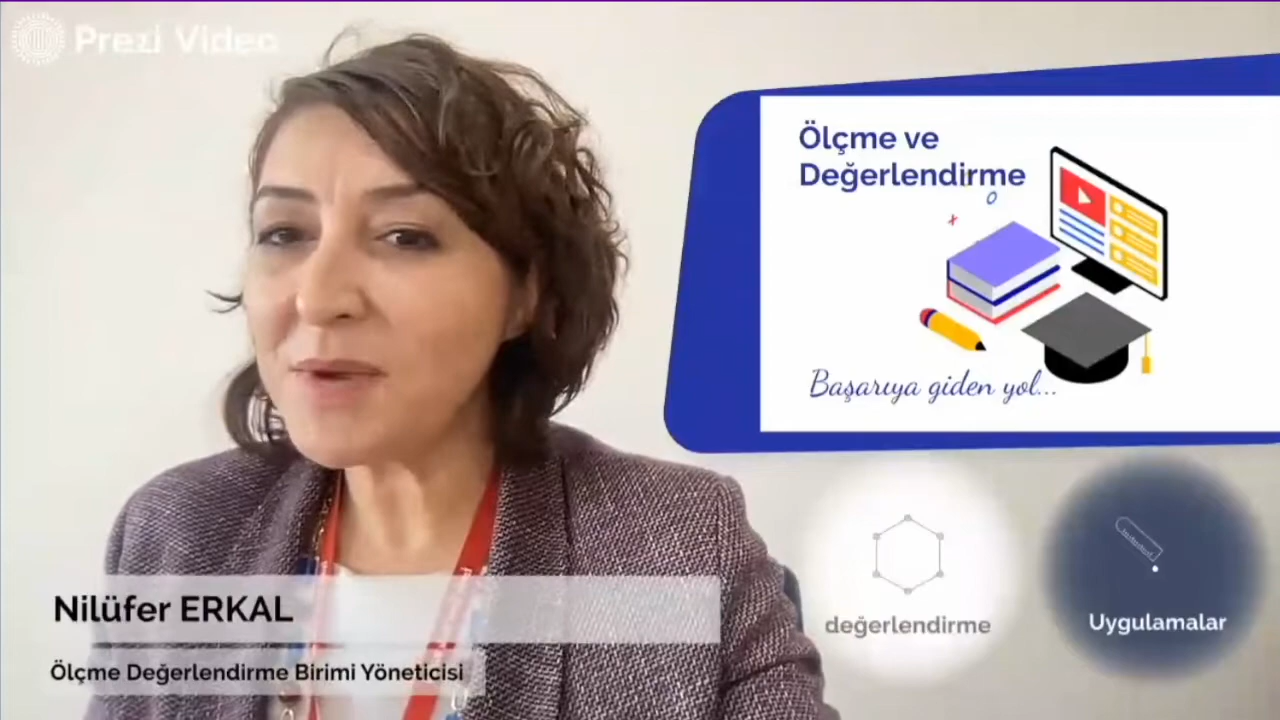 Prezi Video
Ölçme ve
Değerlendirme
Başarıya giden yol...
değerlendirme
Uygulamalar
Nilüfer ERKAL
Ölçme Değerlendirme Birimi Yöneticisi